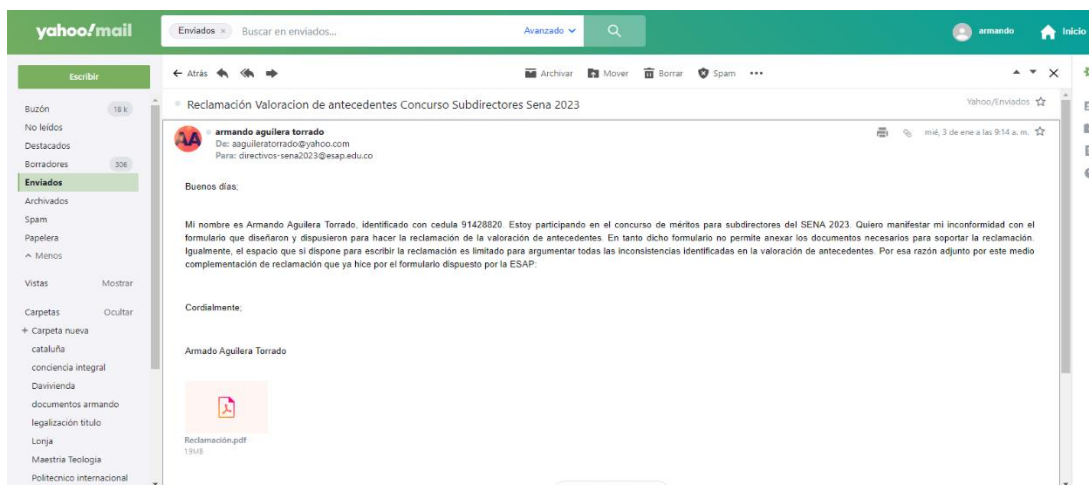 yahoo!mail
Enviados ×
Buscar en enviados...
Avanzado
armando
Inicio
Escribir
Atrás
Archivar
Mover
Borrar
Spam
Buzón
No leídos
Destacados
Borradores
306
Enviados
Archivados
Spam
Papelera
Menos
Vistas
Mostrar
Carpetas
Ocultar
+ Carpeta nueva
cataluña
conciencia integral
Davivienda
documentos armando
legalización titulo
Lonja
Maestria Teologia
Politecnico internacional
Reclamación Valoracion de antecedentes Concurso Subdirectores Sena 2023
Yahoo/Enviados
AA
armando aguilera torrado
De: aaguileratorrado@yahoo.com
Para: directivos-sena2023@esap.edu.co
mié, 3 de ene a las 9:14 a. m.
Buenos días;
Mi nombre es Armando Aguilera Torrado, identificado con cedula 91428820. Estoy participando en el concurso de méritos para subdirectores del SENA 2023. Quiero manifestar mi inconformidad con el
formulario que diseñaron y dispusieron para hacer la reclamación de la valoración de antecedentes. En tanto dicho formulario no permite anexar los documentos necesarios para soportar la reclamación.
Igualmente, el espacio que si dispone para escribir la reclamación es limitado para argumentar todas las inconsistencias identificadas en la valoración de antecedentes. Por esa razón adjunto por este medio
complementación de reclamación que ya hice por el formulario dispuesto por la ESAP:
Cordialmente;
Armado Aguilera Torrado
Reclamación.pdf